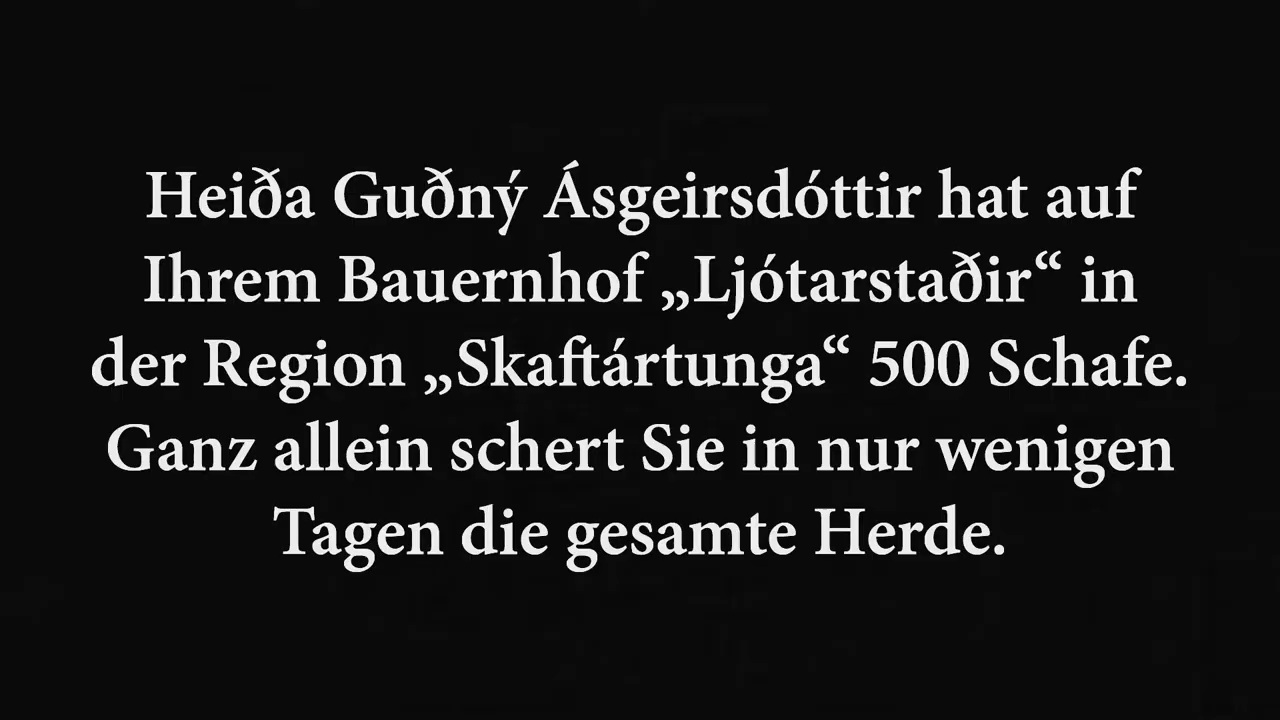 Heiða Guðný Ásgeirsdóttir hat auf
Ihrem Bauernhof „Ljótarstaðir“ in
der Region „Skaftártunga“ 500 Schafe.
Ganz allein schert Sie in nur wenigen
Tagen die gesamte Herde.